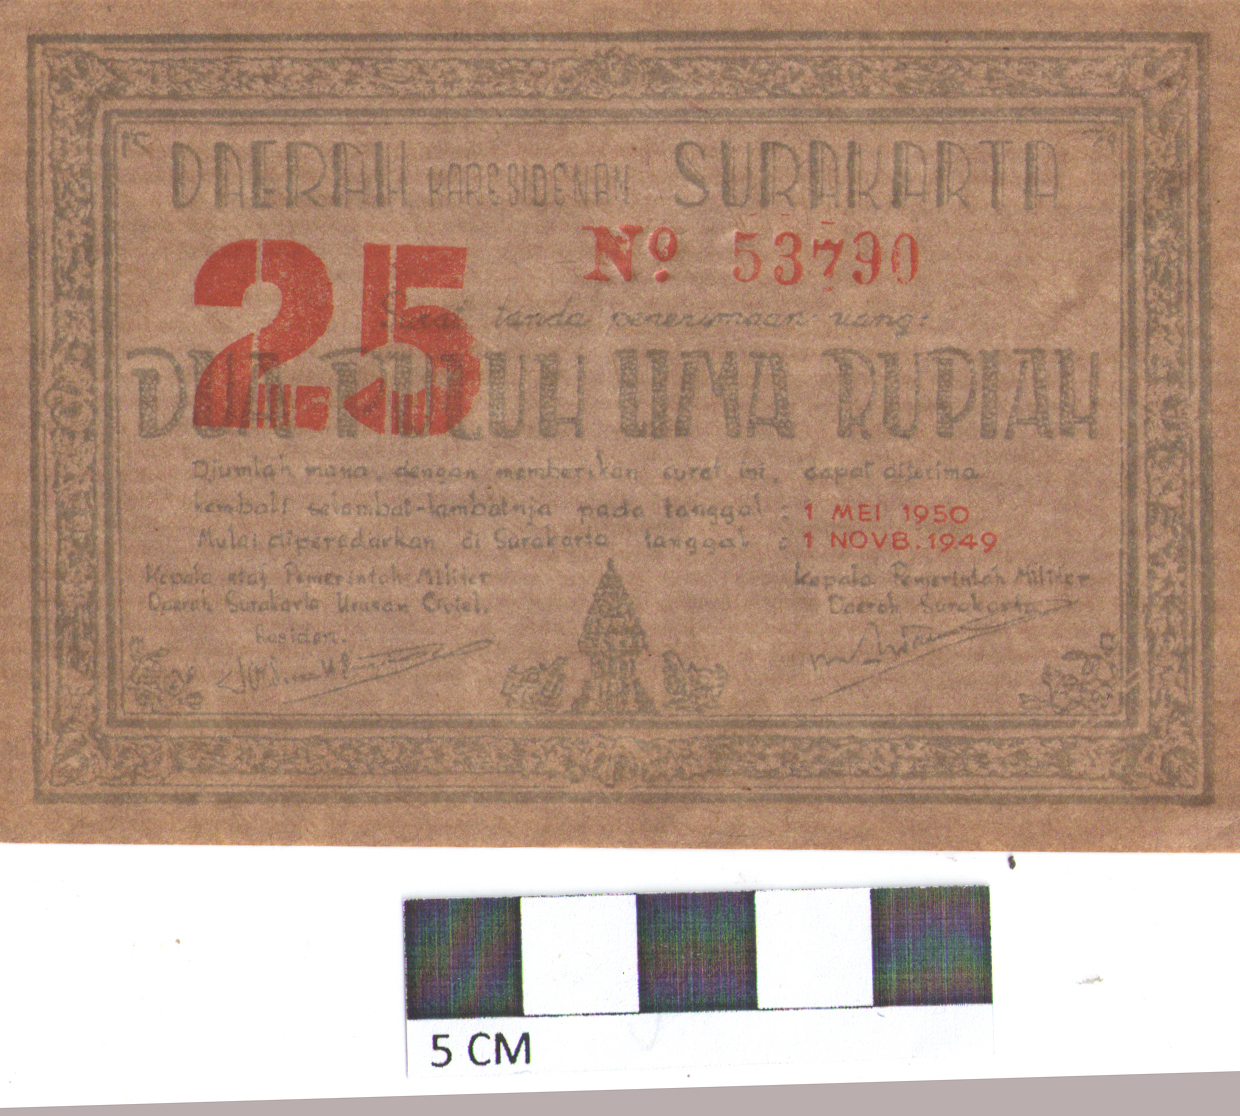 DAERAH KARESIDENAN SURAKARTA
25
No 53790
Surat tanda penerimaan uang:
DUA PULUH LIMA RUPIAH
Djumlah mana, dengan memberikan surat ini, dapat diterima
kembali selambat-lambatnja pada tanggal : 1 MEI 1950
Mulai diperedarkan di Surakarta tanggal : 1 NOVB. 1949
Kepala staf Pemerintah Militer
Daerah Surakarta Urusan Civiel.
Residen.
Kepala Pemerintah Militer
Daerah Surakarta
5 CM